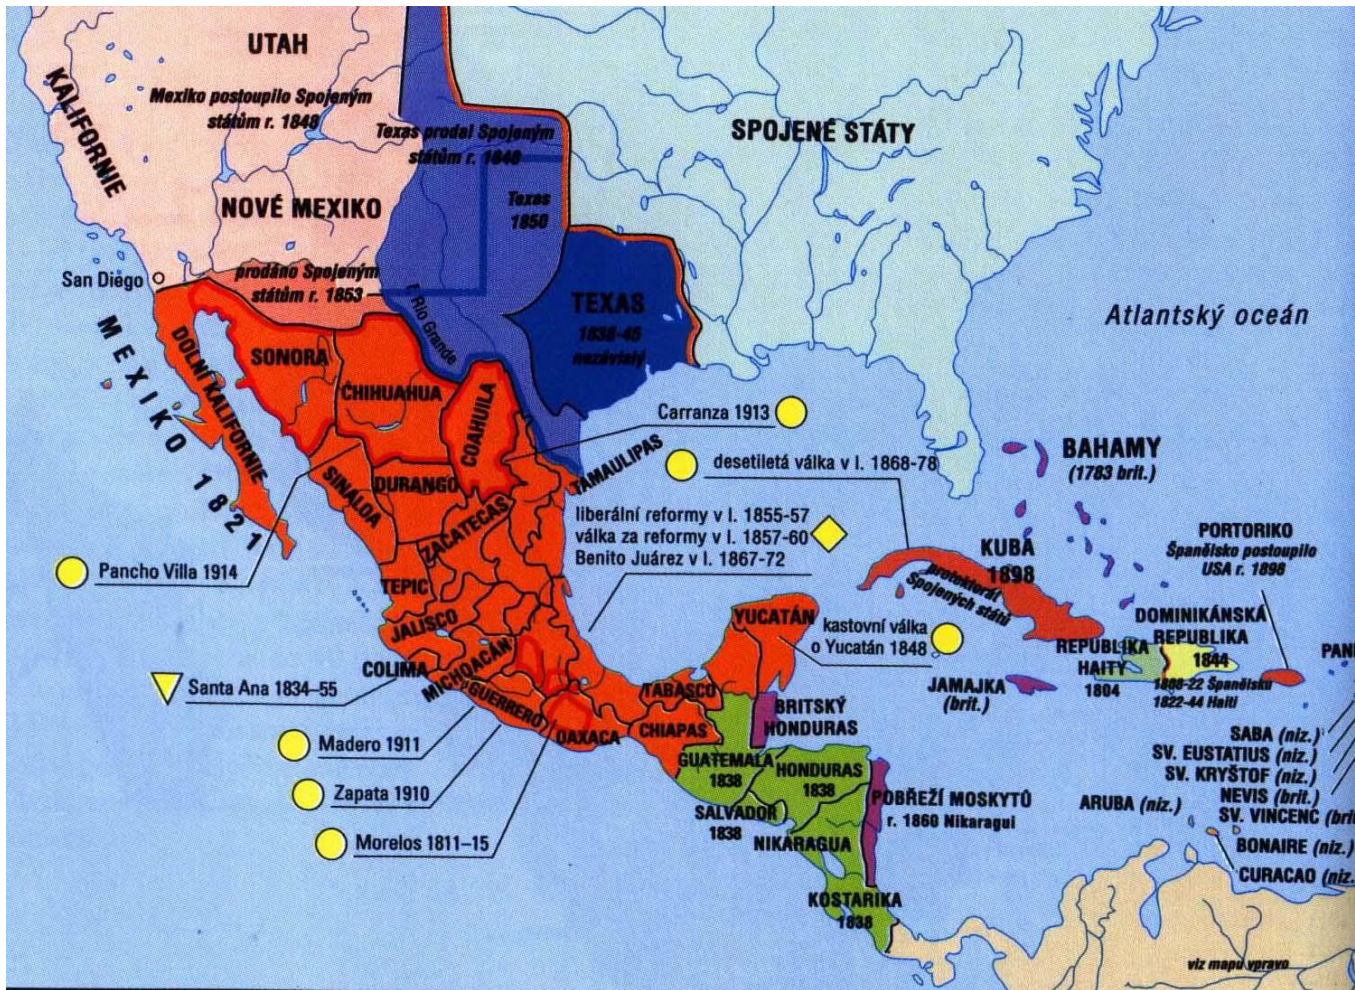 UTAH
Mexiko postoupilo Spojeným
státům r. 1848
KALIFORNIE
Texas prodal Spojeným
státům r. 1848
SPOJENÉ STÁTY
NOVÉ MEXIKO
Texas
1850
San Diego
prodáno Spojeným
státům r. 1853
Rio Grande
TEXAS
nezávislý
Atlantský oceán
MEXIKO 1821
DOLNÍ KALIFORNIE
SONORA
CHIHUAHUA
COAHUILA
Carranza 1913
BAHAMY
(1783 brit.)
desetiletá válka v l. 1868-78
TAMAULIPAS
SINALOA
DURANGO
ZACATECAS
liberální reformy v l. 1855-57
válka za reformy v l. 1857-60
Benito Juárez v l. 1867-72
KUBA
1898
protektorát
Spojených států
PORTORIKO
Španělsko postoupilo
USA r. 1898
Pancho Villa 1914
TEPIC
JALISCO
YUCATÁN
kastovní válka
o Yucatán 1848
DOMINIKÁNSKÁ
REPUBLIKA
1844
REPUBLIKA
HAITY
1804
1808-22 Španělsku
1822-44 Haiti
COLIMA
MICHOACÁN
Santa Ana 1834–55
GUERRERO
TABASCO
JAMAJKA
(brit.)
BRITSKÝ
HONDURAS
Madero 1911
OAXACA
CHIAPAS
SABA (niz.)
SV. EUSTATIUS (niz.)
SV. KRYŠTOF (niz.)
NEVIS (brit.)
SV. VINCENC (brit
GUATEMALA
1838
HONDURAS
1838
Zapata 1910
SALVADOR
1838
POBŘEŽÍ MOSKYTŮ
r. 1860 Nikaragui
ARUBA (niz.)
Morelos 1811–15
NIKARAGUA
BONAIRE (niz.)
CURACAO (niz.
KOSTARIKA
1838
viz mapu vpravo